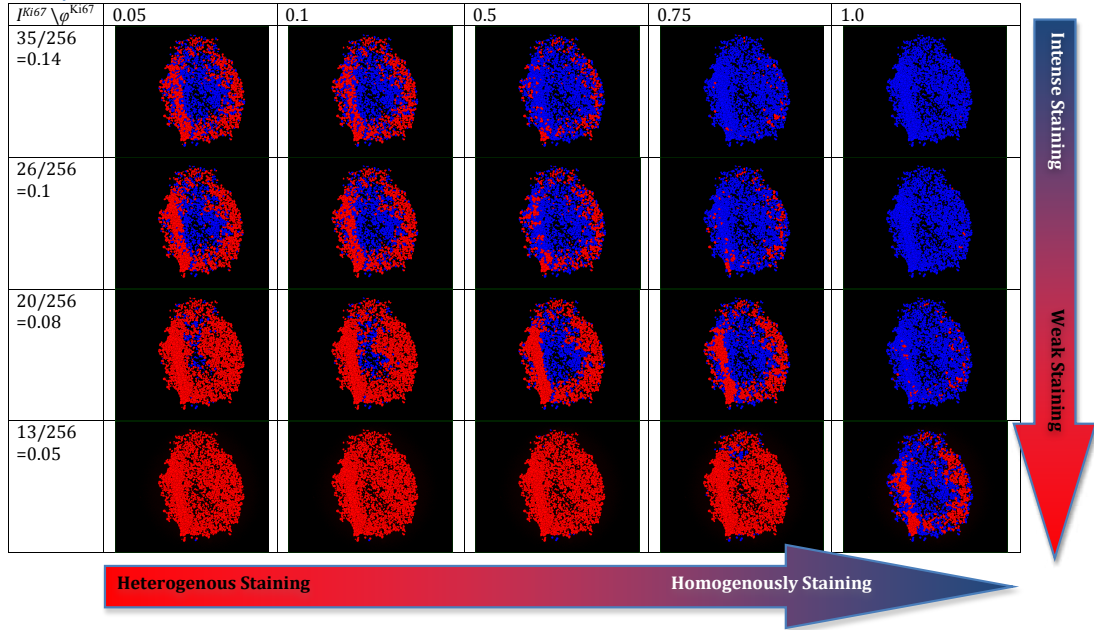 I^Ki67 \φ^Ki67 0.05 0.1 0.5 0.75 1.0
35/256
=0.14
26/256
=0.1
20/256
=0.08
13/256
=0.05
Intense Staining
Weak Staining
Heterogenous Staining
Homogenously Staining